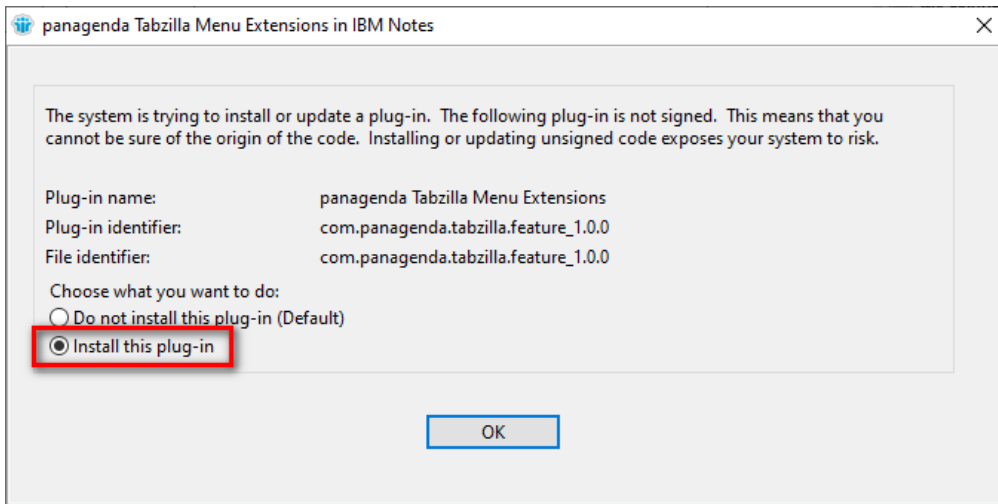 panagenda Tabzilla Menu Extensions in IBM Notes
The system is trying to install or update a plug-in. The following plug-in is not signed. This means that you
cannot be sure of the origin of the code. Installing or updating unsigned code exposes your system to risk.
Plug-in name: panagenda Tabzilla Menu Extensions
Plug-in identifier: com.panagenda.tabzilla.feature_1.0.0
File identifier: com.panagenda.tabzilla.feature_1.0.0
Choose what you want to do:
Do not install this plug-in (Default)
Install this plug-in
OK